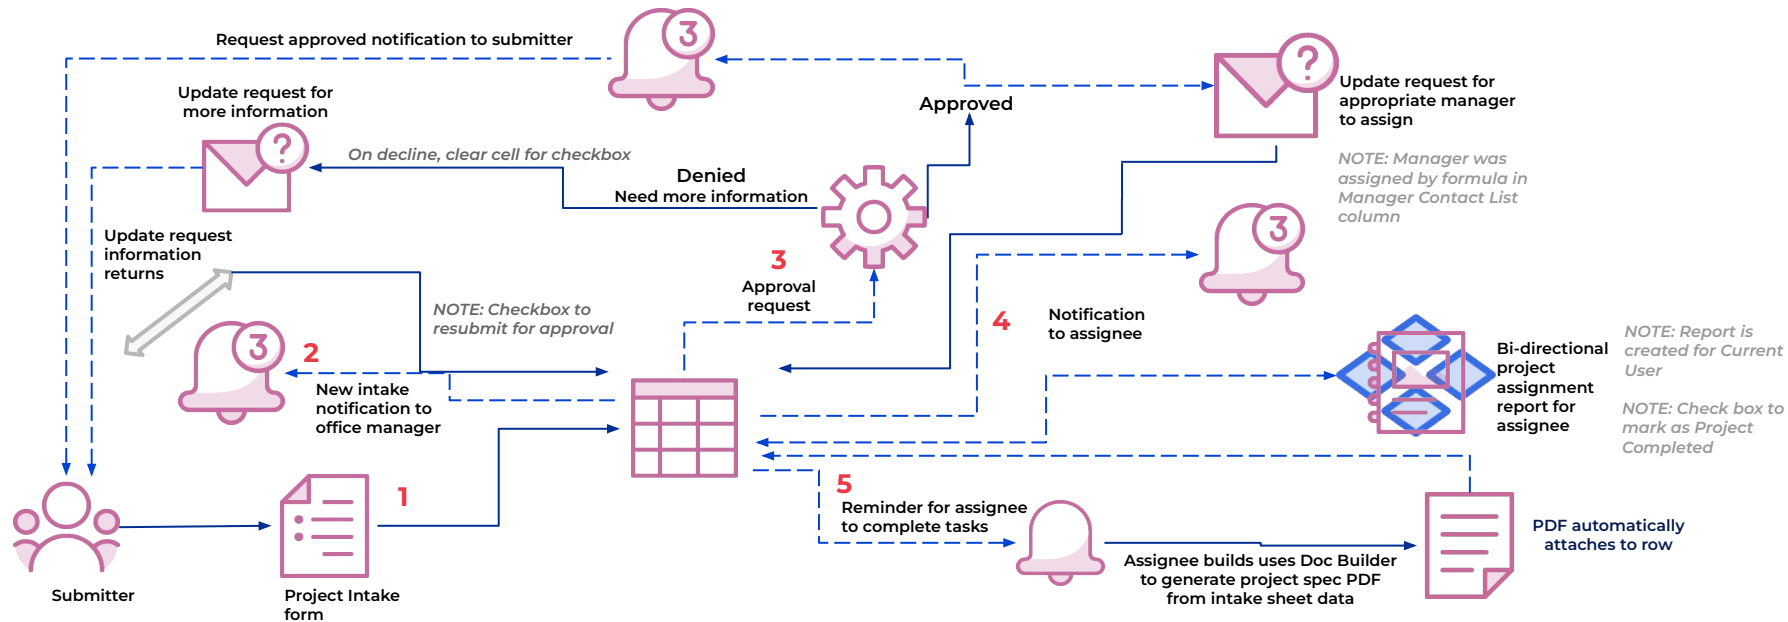 Request approved notification to submitter
3
?
Update request for
appropriate manager
to assign
Update request for
more information
Approved
?
On decline, clear cell for checkbox
Denied
Need more information
NOTE: Manager was
assigned by formula in
Manager Contact List
column
Update request
information
returns
3
3
Approval
request
NOTE: Checkbox to
resubmit for approval
4
Notification
to assignee
3
2
New intake
notification to
office manager
Bi-directional
project
assignment
report for
assignee
NOTE: Report is
created for Current
User
NOTE: Check box to
mark as Project
Completed
1
5
Reminder for assignee
to complete tasks
PDF automatically
attaches to row
Assignee builds uses Doc Builder
to generate project spec PDF
from intake sheet data
Submitter
Project Intake
form